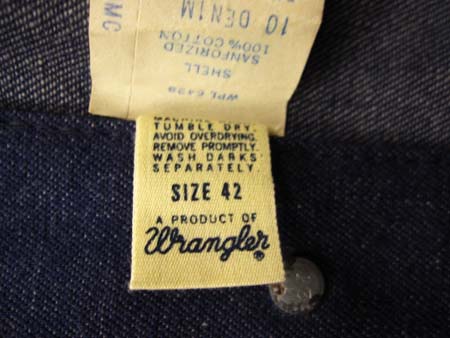 WPL
SHELL
SANFORIZED
100% COTTON
10 DENIM
MC
TUMBLE DRY.
AVOID OVERDRYING.
REMOVE PROMPTLY.
WASH DARKS
SEPARATELY.
SIZE 42
A PRODUCT OF
Wrangler®